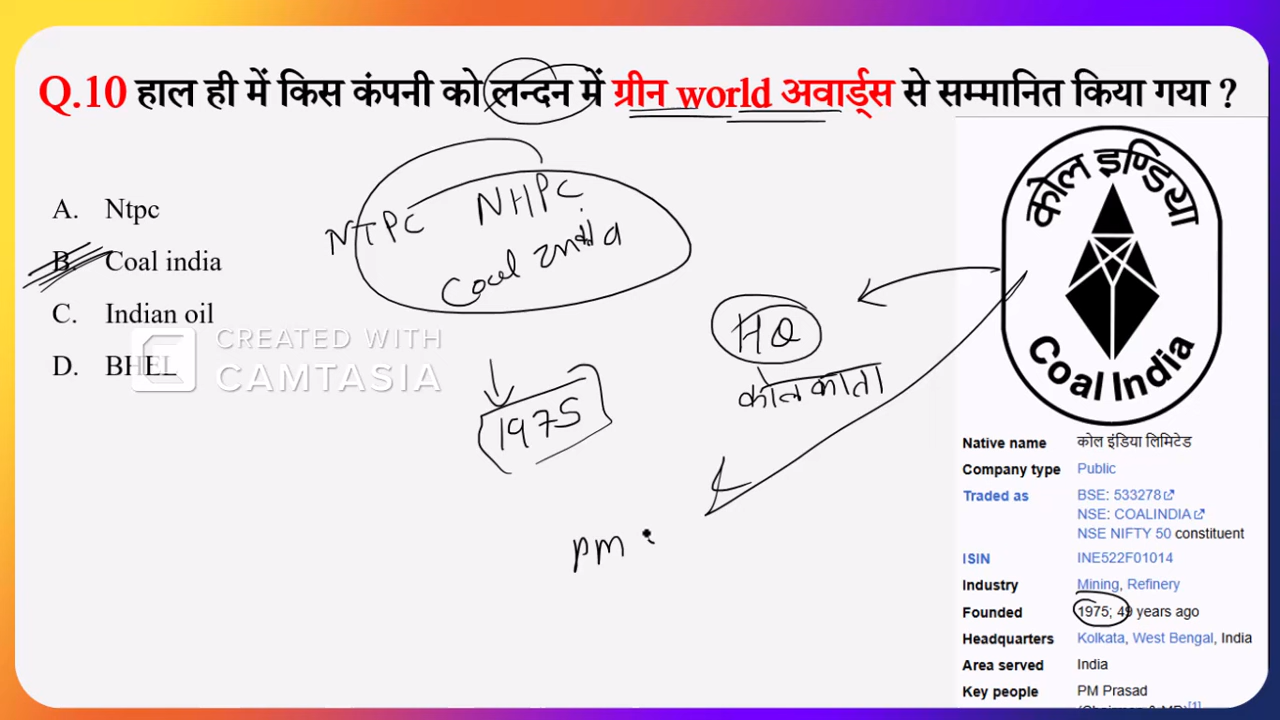 Q.10 हाल ही में किस कंपनी को लन्दन में ग्रीन world अवार्ड्स से सम्मानित किया गया ?
A. Ntpc
B. Coal india
C. Indian oil
D. BHEL
NTPC NHPC
Coal India
CREATED WITH
CAMTASIA
HQ
कोलकाता
1975
pm :
कोल इण्डिया
Coal India
Native name कोल इंडिया लिमिटेड
Company type Public
Traded as BSE: 533278
NSE: COALINDIA
NSE NIFTY 50 constituent
ISIN INE522F01014
Industry Mining, Refinery
Founded 1975; 49 years ago
Headquarters Kolkata, West Bengal, India
Area served India
Key people PM Prasad
(Chairman & MD)[1]